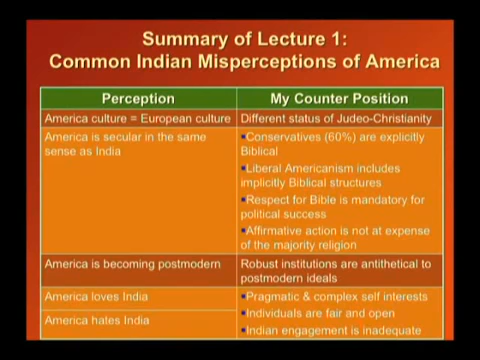 Summary of Lecture 1:
Common Indian Misperceptions of America
Perception
My Counter Position
America culture = European culture
Different status of Judeo-Christianity
America is secular in the same
sense as India
▪Conservatives (60%) are explicitly
Biblical
▪Liberal Americanism includes
implicitly Biblical structures
▪Respect for Bible is mandatory for
political success
▪Affirmative action is not at expense
of the majority religion
America is becoming postmodern
Robust institutions are antithetical to
postmodern ideals
America loves India
America hates India
▪Pragmatic & complex self interests
▪Individuals are fair and open
▪Indian engagement is inadequate